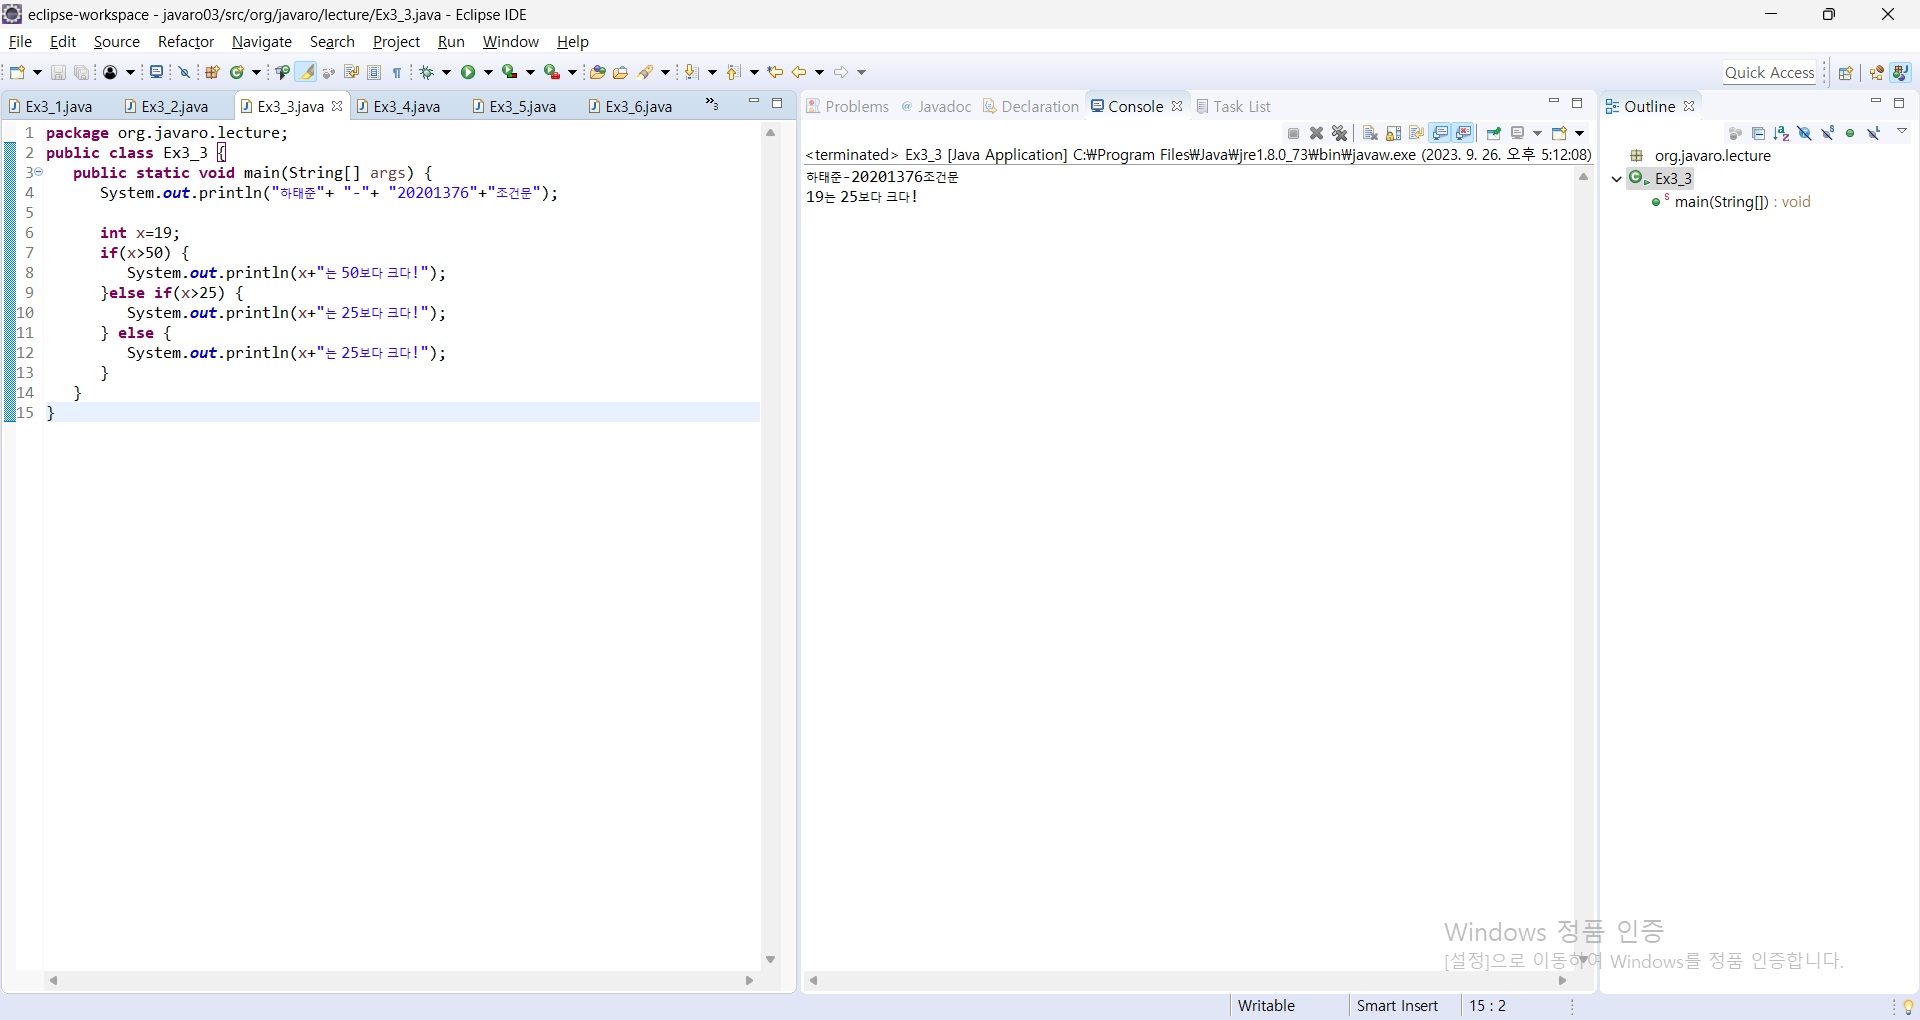 eclipse-workspace - javaro03/src/org/javaro/lecture/Ex3_3.java - Eclipse IDE
File Edit Source Refactor Navigate Search Project Run Window Help
Quick Access
Ex3_1.java Ex3_2.java Ex3_3.java Ex3_4.java Ex3_5.java Ex3_6.java »3
1 package org.javaro.lecture;
2 public class Ex3_3 {
3 public static void main(String[] args) {
4 System.out.println("하태준"+ "-"+ "20201376"+"조건문");
5
6 int x=19;
7 if(x>50) {
8 System.out.println(x+"는 50보다 크다!");
9 }else if(x>25) {
10 System.out.println(x+"는 25보다 크다!");
11 } else {
12 System.out.println(x+"는 25보다 크다!");
13 }
14 }
15 }
Problems @ Javadoc Declaration Console Task List
<terminated> Ex3_3 [Java Application] C:₩Program Files₩Java₩jre1.8.0_73₩bin₩javaw.exe (2023. 9. 26. 오후 5:12:08)
하태준-20201376조건문
19는 25보다 크다!
Outline
org.javaro.lecture
Ex3_3
main(String[]) : void
Windows 정품 인증
[설정]으로 이동하여 Windows를 정품 인증합니다.
Writable Smart Insert 15 : 2